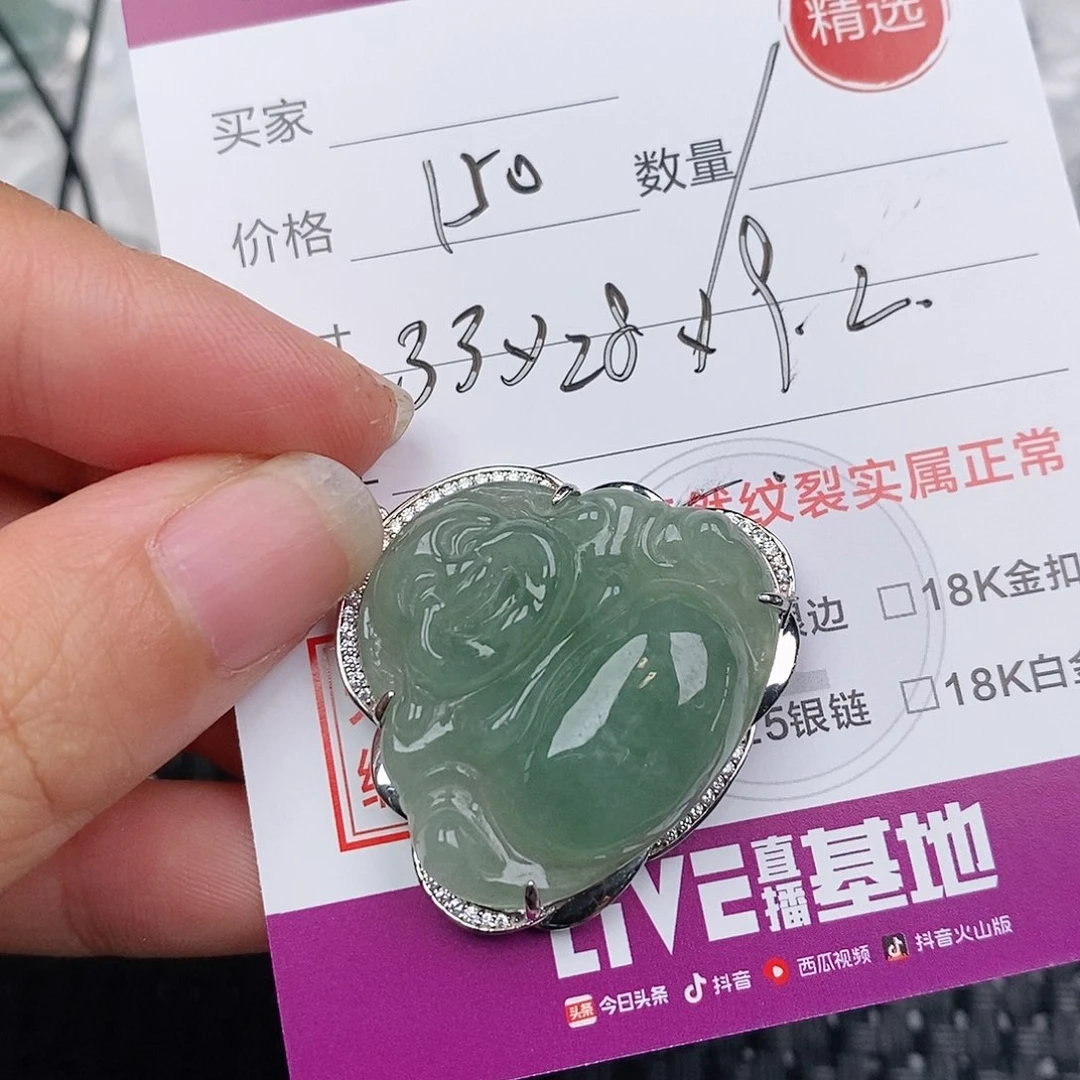 精选
买家
价格 150 数量
寸 33x28x9.2
纹裂实属正常
银边 □18K金扣
25银链 □18K白金
LIVE直播基地
头条 今日头条 抖音 西瓜视频 抖音火山版